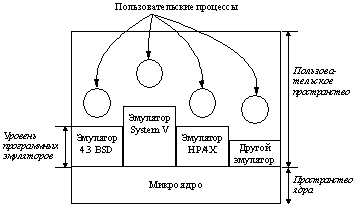 Пользовательские процессы
Пользова-
тельское
пространство
Эмулятор
4.3 BSD
Эмулятор
System V
Эмулятор
HP/4X
Другой
эмулятор
Уровень
программных
эмуляторов
Микро ядро
Пространство
ядра